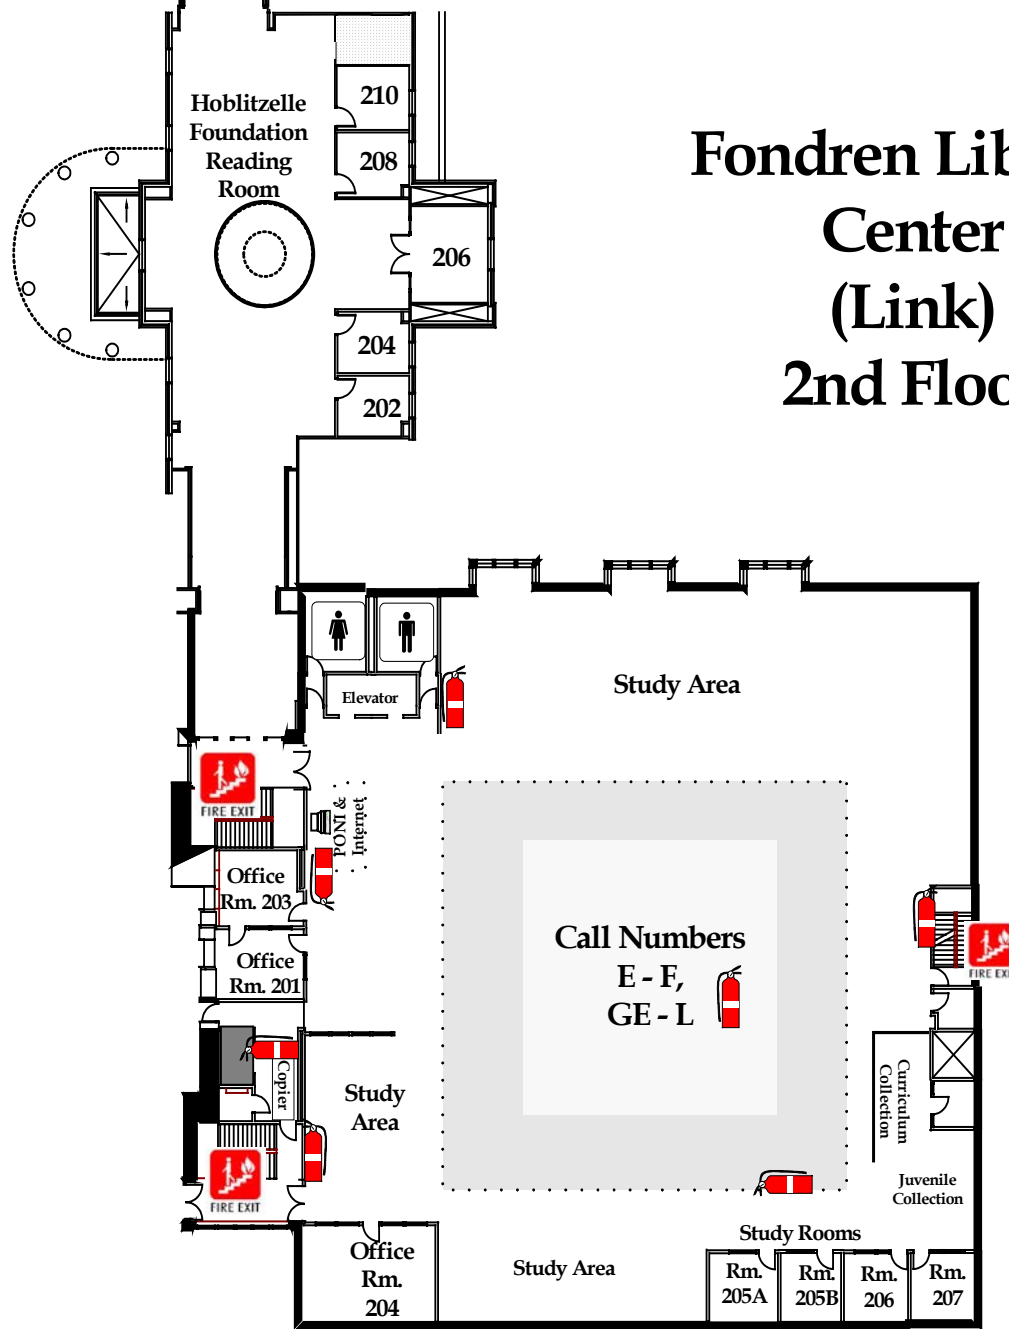 Fondren Lib
Center
(Link)
2nd Floo
Hoblitzelle
Foundation
Reading
Room
210
208
206
204
202
Elevator
Study Area
FIRE EXIT
PONI &
Internet
Office
Rm. 203
Office
Rm. 201
Call Numbers
E - F,
GE - L
FIRE EXI
Copier
Study
Area
Curriculum
Collection
Juvenile
Collection
FIRE EXIT
Office
Rm.
204
Study Area
Study Rooms
Rm.
205A
Rm.
205B
Rm.
206
Rm.
207